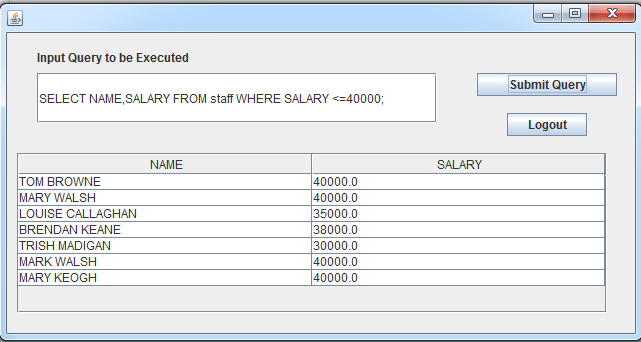 Input Query to be Executed
SELECT NAME,SALARY FROM staff WHERE SALARY <=40000;
Submit Query
Logout
NAME SALARY
TOM BROWNE 40000.0
MARY WALSH 40000.0
LOUISE CALLAGHAN 35000.0
BRENDAN KEANE 38000.0
TRISH MADIGAN 30000.0
MARK WALSH 40000.0
MARY KEOGH 40000.0